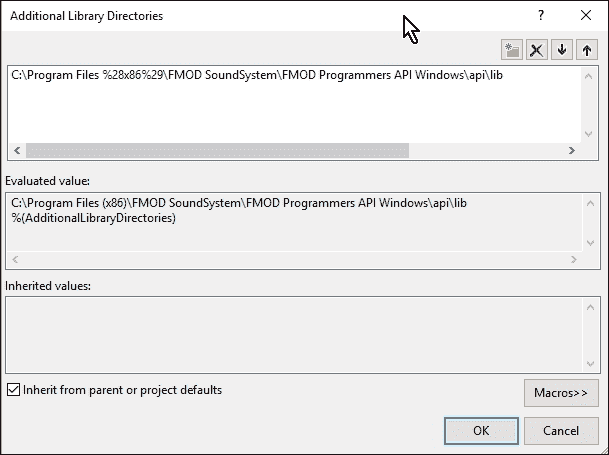 Additional Library Directories
C:\Program Files %28x86%29\FMOD SoundSystem\FMOD Programmers API Windows\api\lib
Evaluated value:
C:\Program Files (x86)\FMOD SoundSystem\FMOD Programmers API Windows\api\lib
%(AdditionalLibraryDirectories)
Inherited values:
Inherit from parent or project defaults
Macros>>
OK Cancel